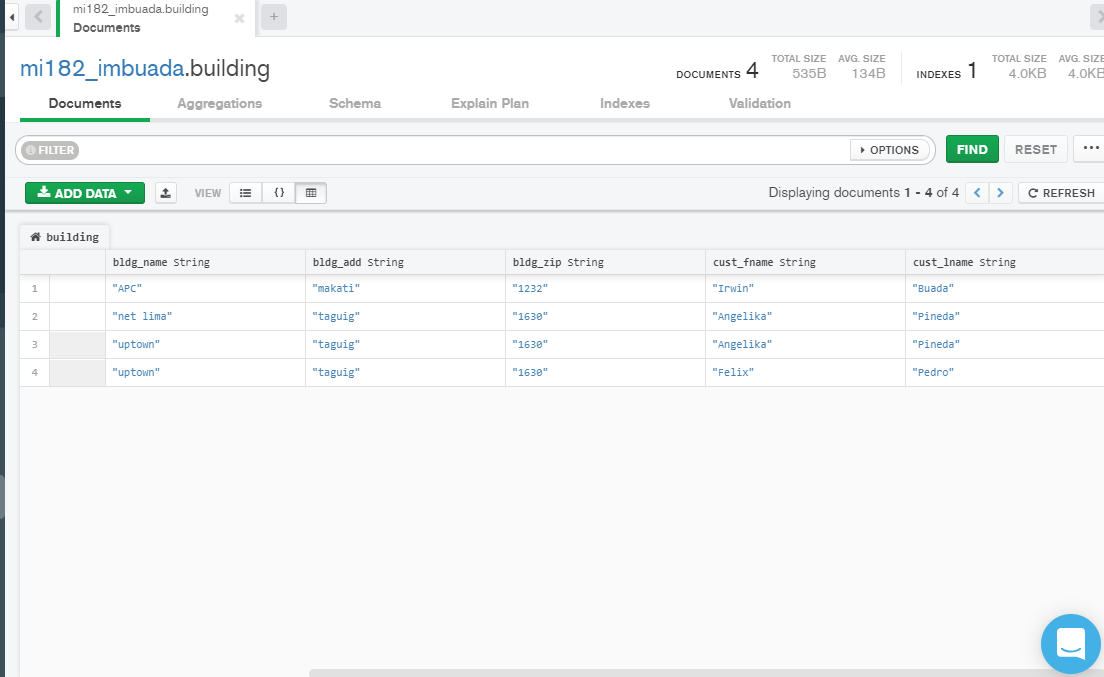 mi182_imbuada.building
Documents
mi182_imbuada.building
DOCUMENTS 4 TOTAL SIZE 535B AVG. SIZE 134B INDEXES 1 TOTAL SIZE 4.0KB AVG. SIZE 4.0KB
Documents Aggregations Schema Explain Plan Indexes Validation
FILTER OPTIONS FIND RESET ...
ADD DATA VIEW {} Displaying documents 1 - 4 of 4 < > REFRESH
building
bldg_name String bldg_add String bldg_zip String cust_fname String cust_lname String
1 "APC" "makati" "1232" "Irwin" "Buada"
2 "net lima" "taguig" "1630" "Angelika" "Pineda"
3 "uptown" "taguig" "1630" "Angelika" "Pineda"
4 "uptown" "taguig" "1630" "Felix" "Pedro"